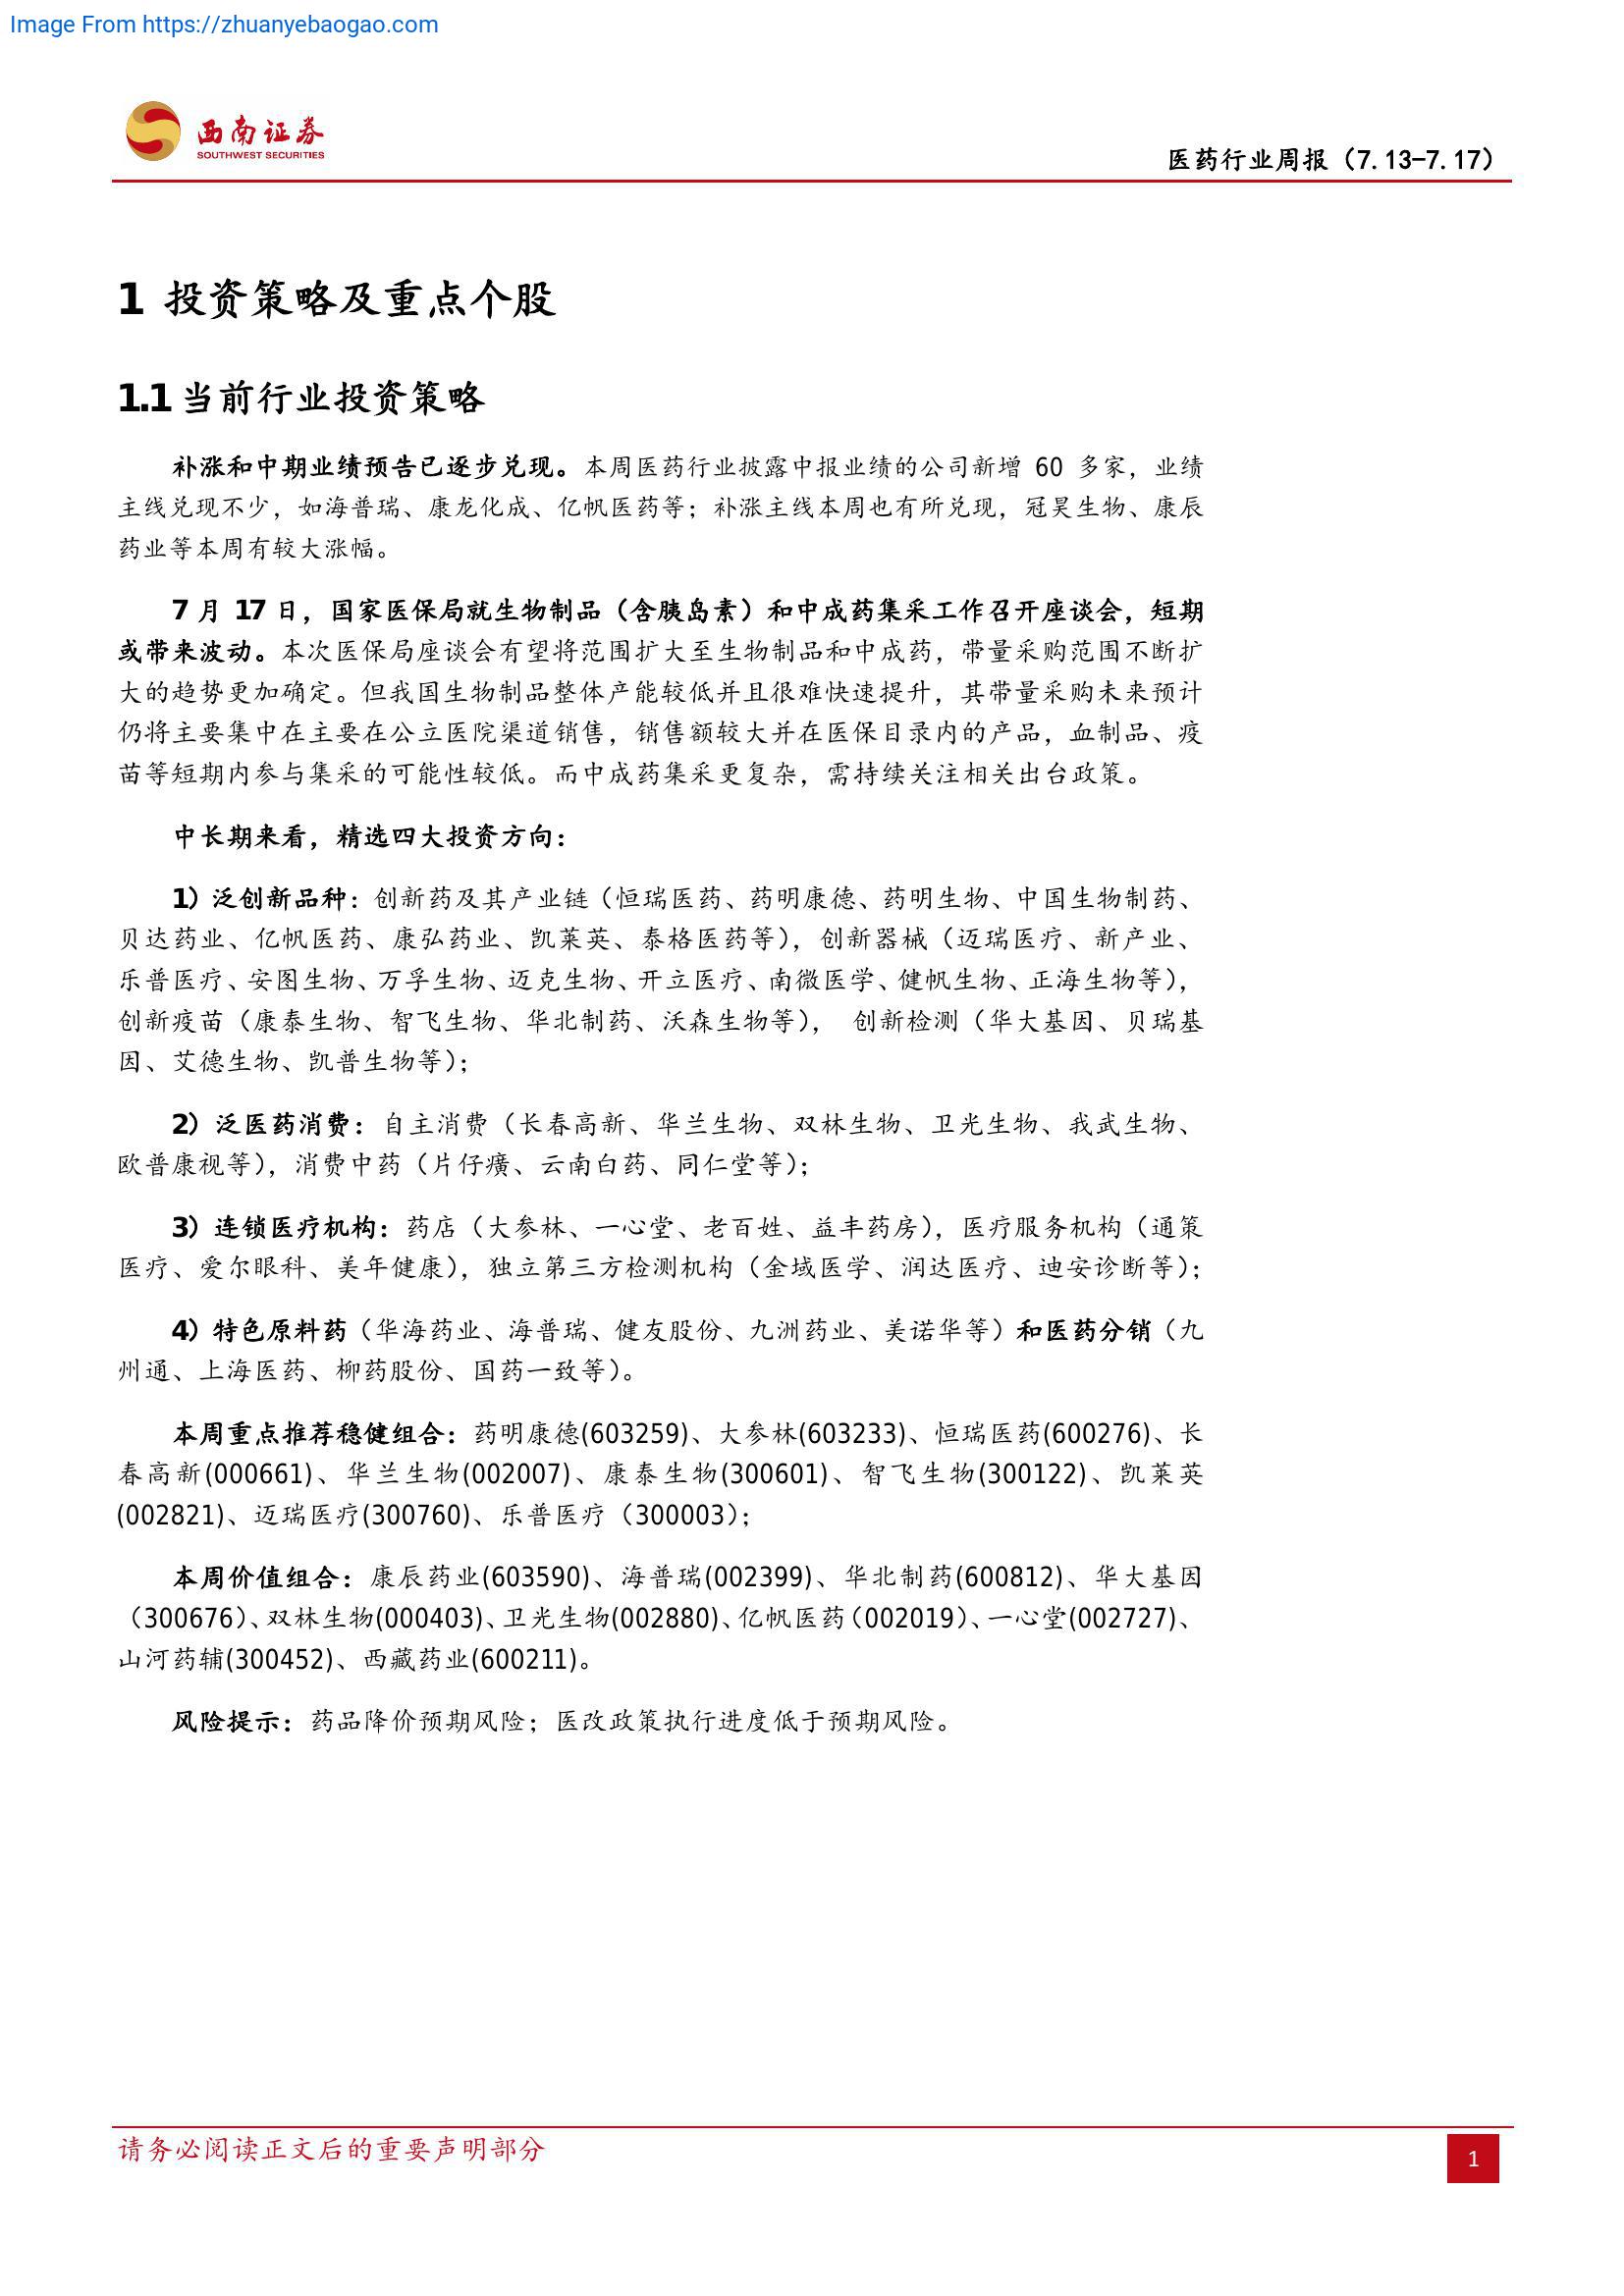 Image From https://zhuanyebaogao.com
西南证券
SOUTHWEST SECURITIES
医药行业周报（7.13-7.17）
1 投资策略及重点个股
1.1 当前行业投资策略
补涨和中期业绩预告已逐步兑现。本周医药行业披露中报业绩的公司新增 60 多家，业绩
主线兑现不少，如海普瑞、康龙化成、亿帆医药等；补涨主线本周也有所兑现，冠昊生物、康辰
药业等本周有较大涨幅。
7 月 17 日，国家医保局就生物制品（含胰岛素）和中成药集采工作召开座谈会，短期
或带来波动。本次医保局座谈会有望将范围扩大至生物制品和中成药，带量采购范围不断扩
大的趋势更加确定。但我国生物制品整体产能较低并且很难快速提升，其带量采购未来预计
仍将主要集中在主要在公立医院渠道销售，销售额较大并在医保目录内的产品，血制品、疫
苗等短期内参与集采的可能性较低。而中成药集采更复杂，需持续关注相关出台政策。
中长期来看，精选四大投资方向：
1）泛创新品种：创新药及其产业链（恒瑞医药、药明康德、药明生物、中国生物制药、
贝达药业、亿帆医药、康弘药业、凯莱英、泰格医药等），创新器械（迈瑞医疗、新产业、
乐普医疗、安图生物、万孚生物、迈克生物、开立医疗、南微医学、健帆生物、正海生物等），
创新疫苗（康泰生物、智飞生物、华北制药、沃森生物等）， 创新检测（华大基因、贝瑞基
因、艾德生物、凯普生物等）；
2）泛医药消费：自主消费（长春高新、华兰生物、双林生物、卫光生物、我武生物、
欧普康视等），消费中药（片仔癀、云南白药、同仁堂等）；
3）连锁医疗机构：药店（大参林、一心堂、老百姓、益丰药房），医疗服务机构（通策
医疗、爱尔眼科、美年健康），独立第三方检测机构（金域医学、润达医疗、迪安诊断等）；
4）特色原料药（华海药业、海普瑞、健友股份、九洲药业、美诺华等）和医药分销（九
州通、上海医药、柳药股份、国药一致等）。
本周重点推荐稳健组合：药明康德(603259)、大参林(603233)、恒瑞医药(600276)、长
春高新(000661)、华兰生物(002007)、康泰生物(300601)、智飞生物(300122)、凯莱英
(002821)、迈瑞医疗(300760)、乐普医疗（300003）；
本周价值组合：康辰药业(603590)、海普瑞(002399)、华北制药(600812)、华大基因
（300676）、双林生物(000403)、卫光生物(002880)、亿帆医药（002019）、一心堂(002727)、
山河药辅(300452)、西藏药业(600211)。
风险提示：药品降价预期风险；医改政策执行进度低于预期风险。
请务必阅读正文后的重要声明部分
1